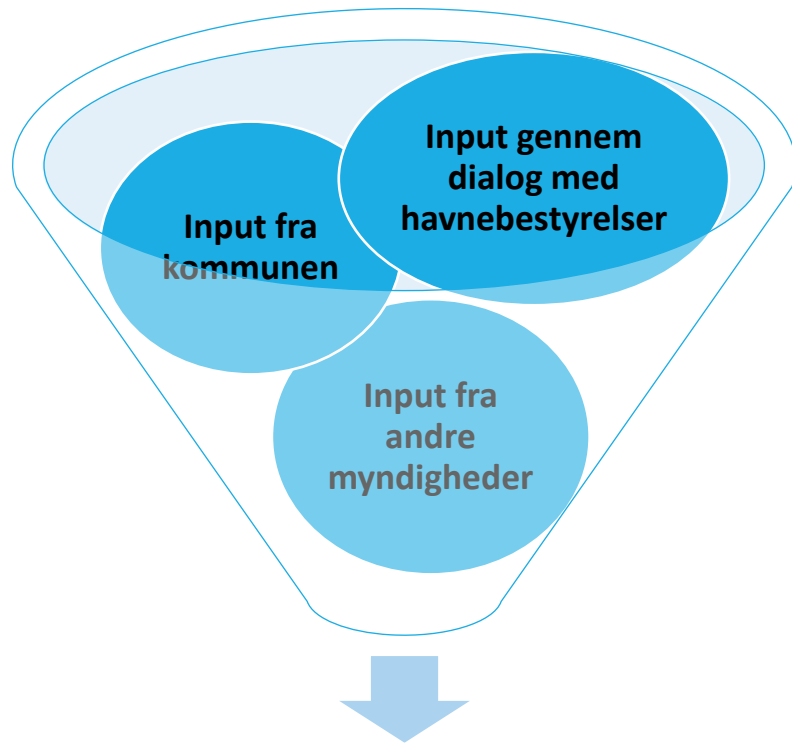 Input gennem
dialog med
havnebestyrelser
Input fra
kommunen
Input fra
andre
myndigheder